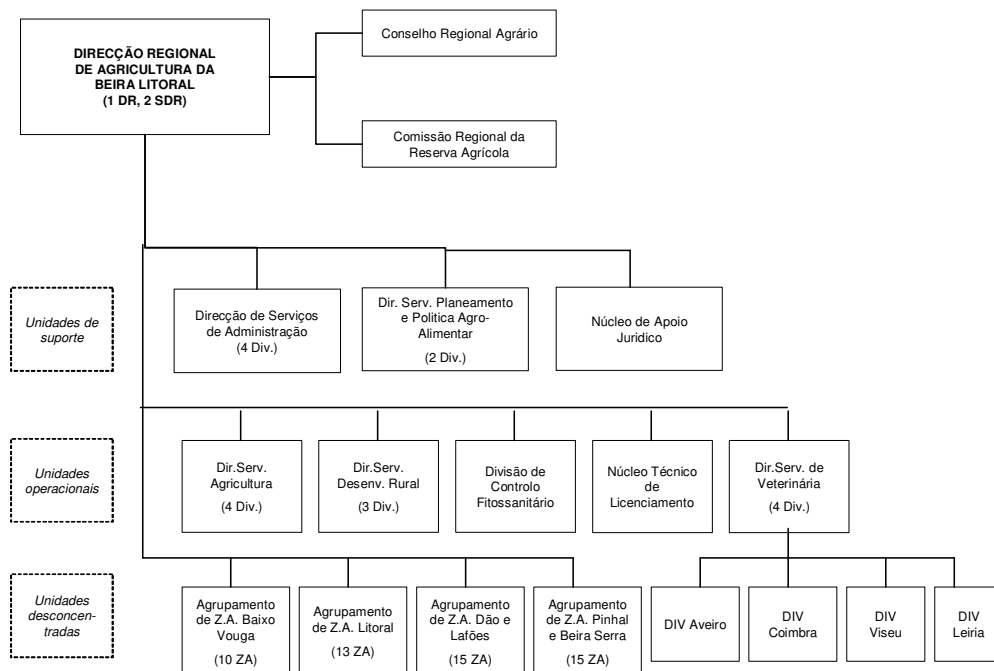 DIRECÇÃO REGIONAL
DE AGRICULTURA DA
BEIRA LITORAL
(1 DR, 2 SDR)
Conselho Regional Agrário
Comissão Regional da
Reserva Agrícola
Unidades de
suporte
Direcção de Serviços
de Administração
(4 Div.)
Dir. Serv. Planeamento
e Politica Agro-
Alimentar
(2 Div.)
Núcleo de Apoio
Juridico
Unidades
operacionais
Dir.Serv.
Agricultura
(4 Div.)
Dir.Serv.
Desenv. Rural
(3 Div.)
Divisão de
Controlo
Fitossanitário
Núcleo Técnico
de
Licenciamento
Dir.Serv. de
Veterinária
(4 Div.)
Unidades
desconcen-
tradas
Agrupamento
de Z.A. Baixo
Vouga
(10 ZA)
Agrupamento
de Z.A. Litoral
(13 ZA)
Agrupamento
de Z.A. Dão e
Lafões
(15 ZA)
Agrupamento
de Z.A. Pinhal
e Beira Serra
(15 ZA)
DIV Aveiro
DIV
Coimbra
DIV
Viseu
DIV
Leiria